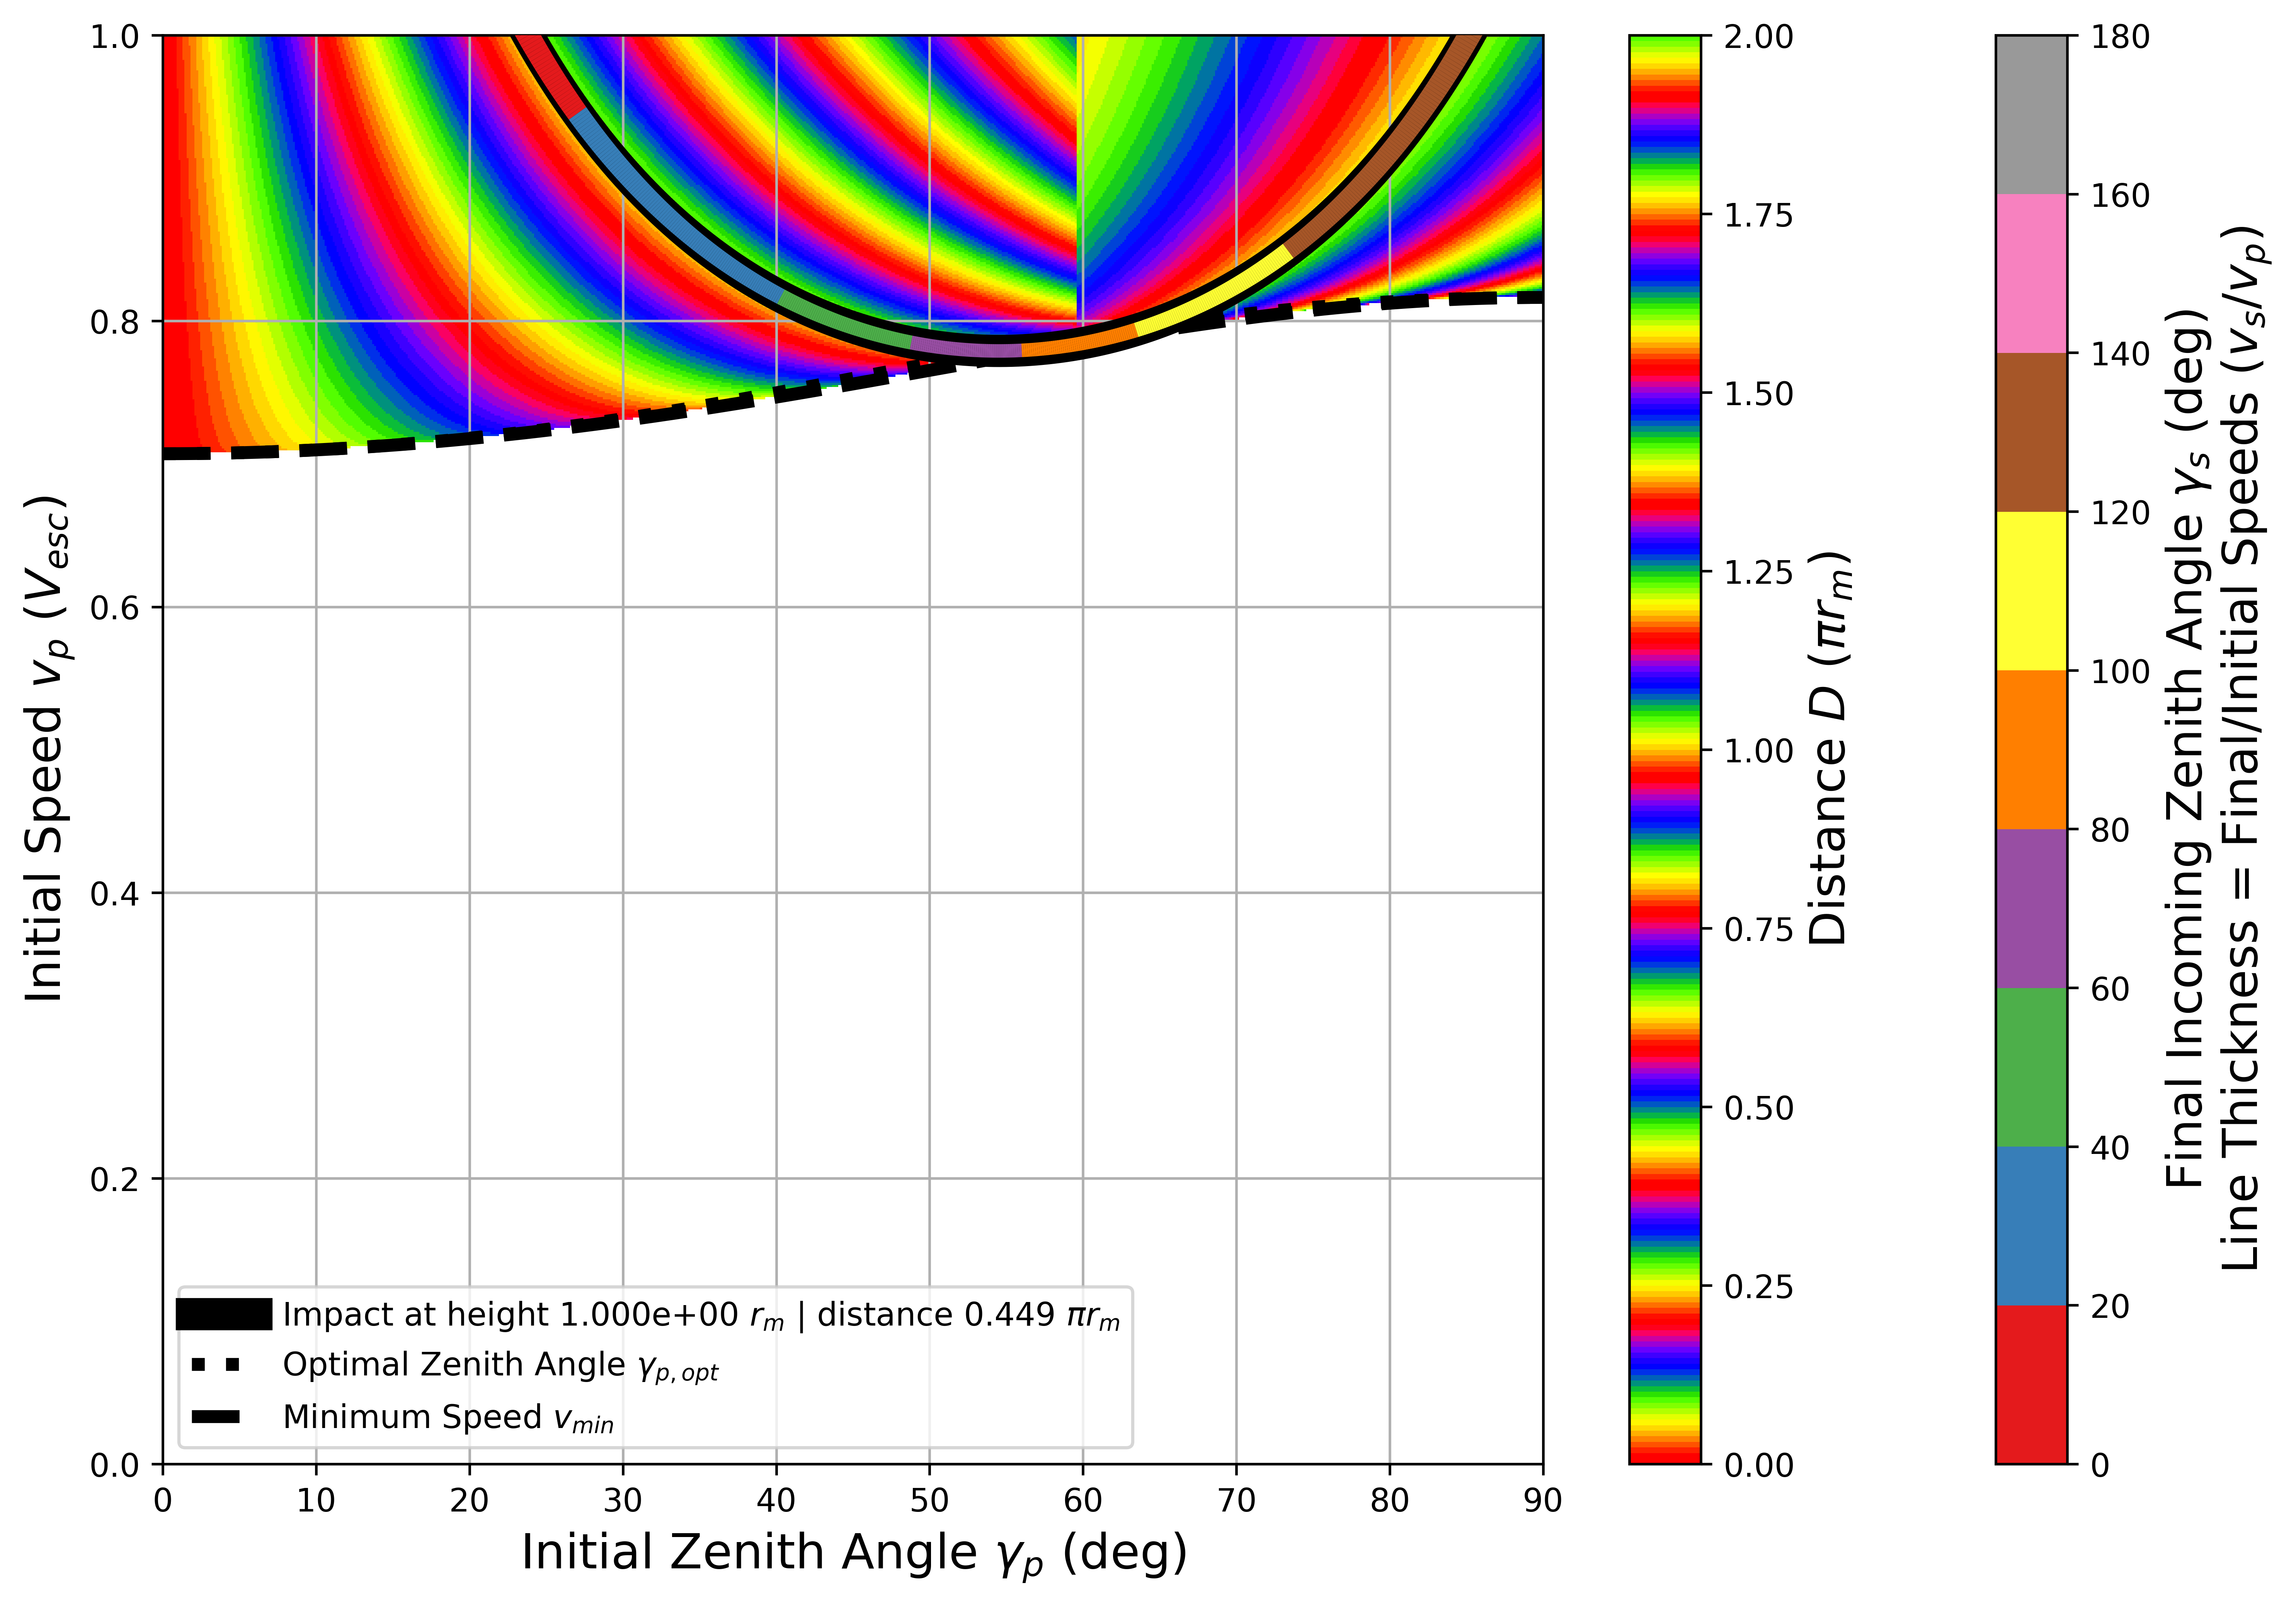 1.0
0.8
0.6
0.4
0.2
0.0
Initial Speed v_p (V_esc)
0 10 20 30 40 50 60 70 80 90
Initial Zenith Angle γ_p (deg)
Impact at height 1.000e+00 r_m | distance 0.449 πr_m
Optimal Zenith Angle γ_{p,opt}
Minimum Speed v_min
2.00
1.75
1.50
1.25
1.00
0.75
0.50
0.25
0.00
Distance D (πr_m)
180
160
140
120
100
80
60
40
20
0
Final Incoming Zenith Angle γ_s (deg)
Line Thickness = Final/Initial Speeds (v_s/v_p)